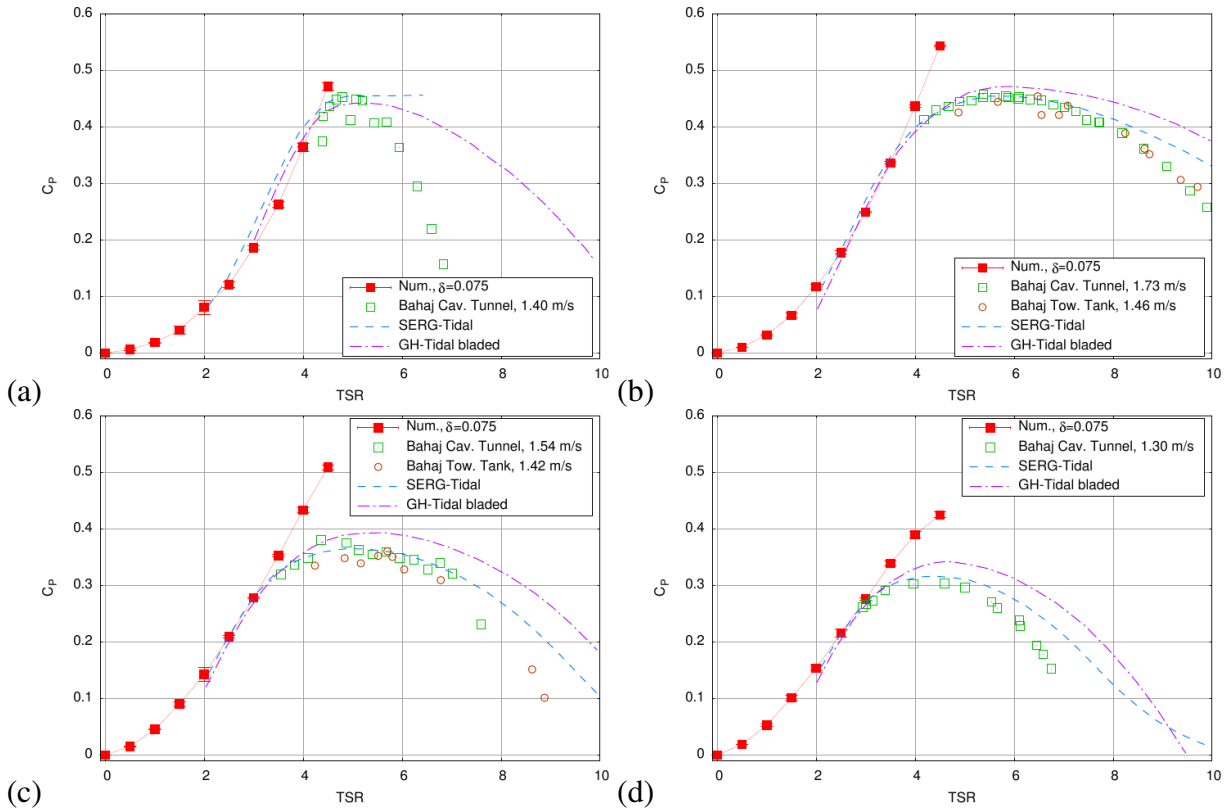 0.6
0.5
0.4
0.3
0.2
0.1
0
C_P
0 2 4 6 8 10
TSR
Num., δ=0.075
Bahaj Cav. Tunnel, 1.40 m/s
SERG-Tidal
GH-Tidal bladed
(a)
0.6
0.5
0.4
0.3
0.2
0.1
0
C_P
0 2 4 6 8 10
TSR
Num., δ=0.075
Bahaj Cav. Tunnel, 1.73 m/s
Bahaj Tow. Tank, 1.46 m/s
SERG-Tidal
GH-Tidal bladed
(b)
0.6
0.5
0.4
0.3
0.2
0.1
0
C_P
0 2 4 6 8 10
TSR
Num., δ=0.075
Bahaj Cav. Tunnel, 1.54 m/s
Bahaj Tow. Tank, 1.42 m/s
SERG-Tidal
GH-Tidal bladed
(c)
0.6
0.5
0.4
0.3
0.2
0.1
0
C_P
0 2 4 6 8 10
TSR
Num., δ=0.075
Bahaj Cav. Tunnel, 1.30 m/s
SERG-Tidal
GH-Tidal bladed
(d)